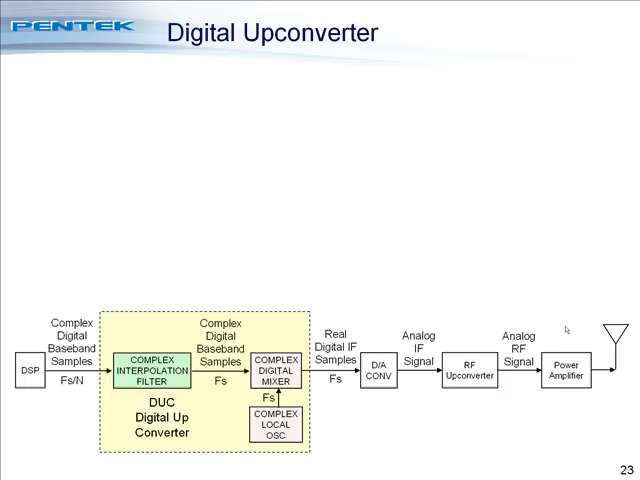 PENTEK
Digital Upconverter
Complex
Digital
Baseband
Samples
Fs/N
DSP
COMPLEX
INTERPOLATION
FILTER
DUC
Digital Up
Converter
Complex
Digital
Baseband
Samples
Fs
COMPLEX
DIGITAL
MIXER
Fs
COMPLEX
LOCAL
OSC
Real
Digital IF
Samples
Fs
D/A
CONV
Analog
IF
Signal
RF
Upconverter
Analog
RF
Signal
Power
Amplifier
23